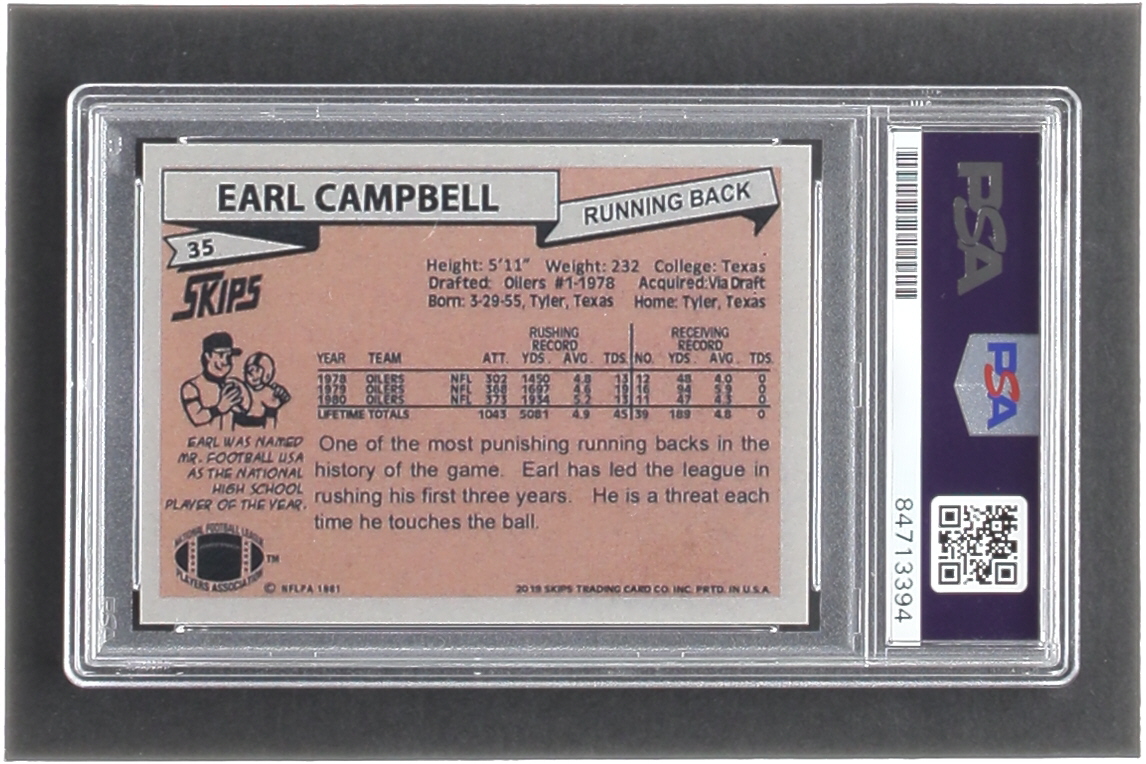 EARL CAMPBELL
RUNNING BACK
35
SKIPS
Height: 5'11" Weight: 232 College: Texas
Drafted: Oilers #1-1978 Acquired: Via Draft
Born: 3-29-55, Tyler, Texas Home: Tyler, Texas
RUSHING RECORD RECEIVING RECORD
YEAR TEAM ATT. YDS. AVG. TDS. NO. YDS. AVG. TDS.
1978 OILERS NFL 302 1450 4.8 13 12 48 4.0 0
1979 OILERS NFL 368 1697 4.6 19 16 94 5.9 0
1980 OILERS NFL 373 1934 5.2 13 11 47 4.3 0
LIFETIME TOTALS 1043 5081 4.9 45 39 189 4.8 0
EARL WAS NAMED
MR. FOOTBALL USA
AS THE NATIONAL
HIGH SCHOOL
PLAYER OF THE YEAR.
One of the most punishing running backs in the
history of the game. Earl has led the league in
rushing his first three years. He is a threat each
time he touches the ball.
NATIONAL FOOTBALL LEAGUE
PLAYERS ASSOCIATION
TM
© NFLPA 1981
2019 SKIPS TRADING CARD CO. INC. PRTD. IN U.S.A.
PSA
PSA
84713394